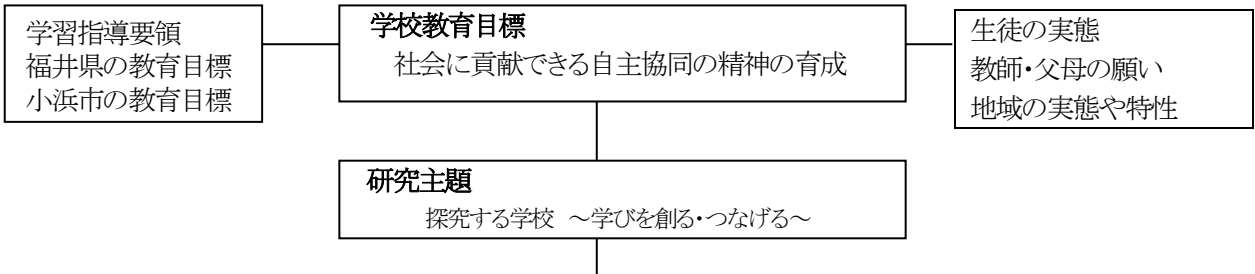 学習指導要領
福井県の教育目標
小浜市の教育目標
学校教育目標
社会に貢献できる自主協同の精神の育成
生徒の実態
教師・父母の願い
地域の実態や特性
研究主題
探究する学校 ～学びを創る・つなげる～